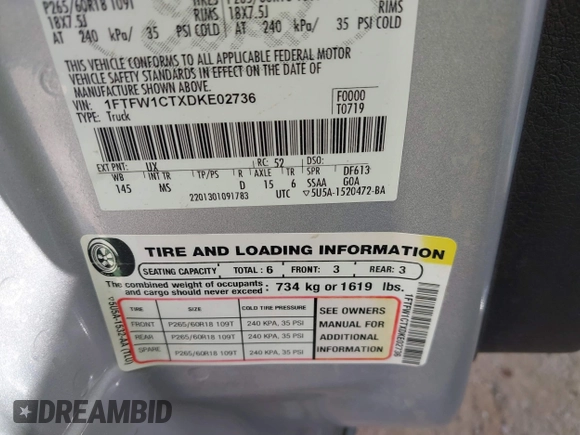 P265/60R18 109T RIMS
18X7.5J RIMS 18X7.5J
AT 240 kPa/ 35 PSI COLD AT 240 kPa/ 35 PSI COLD
THIS VEHICLE CONFORMS TO ALL APPLICABLE FEDERAL MOTOR
VEHICLE SAFETY STANDARDS IN EFFECT ON THE DATE OF
MANUFACTURE SHOWN ABOVE.
VIN: 1FTFW1CTXDKE02736
TYPE: Truck
F0000
T0719
EXT PNT: UX RC: 52 DSO:
WB INT TR TP/PS R AXLE TR SPR DF613
145 MS D 15 6 SSAA GOA
2201301091783 UTC ▽5U5A-1520472-BA
TIRE AND LOADING INFORMATION
SEATING CAPACITY TOTAL: 6 FRONT: 3 REAR: 3
The combined weight of occupants and cargo should never exceed: 734 kg or 1619 lbs.
TIRE SIZE COLD TIRE PRESSURE
FRONT P265/60R18 109T 240 KPA, 35 PSI
REAR P265/60R18 109T 240 KPA, 35 PSI
SPARE P265/60R18 109T 240 KPA, 35 PSI
SEE OWNERS
MANUAL FOR
ADDITIONAL
INFORMATION
1FTFW1CTXDKE02736
DREAMBID